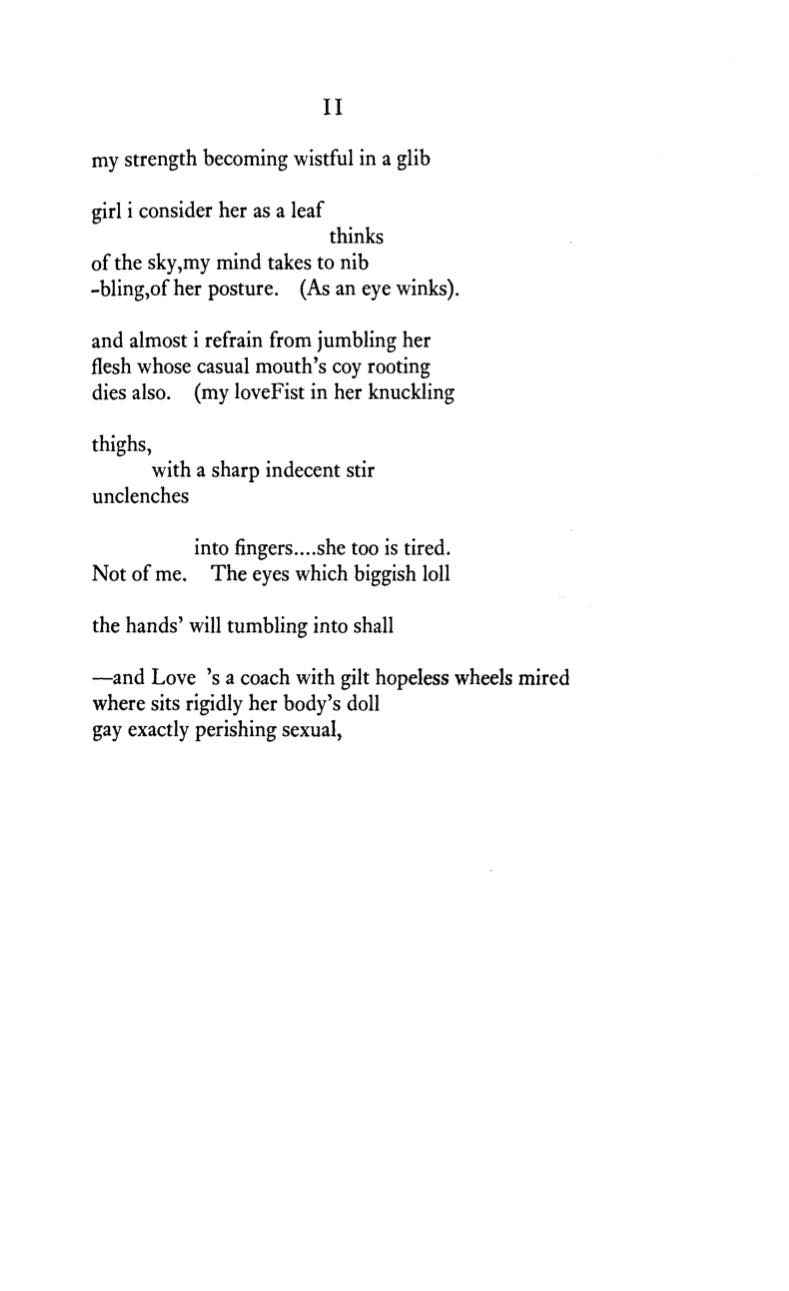 II
my strength becoming wistful in a glib
girl i consider her as a leaf
thinks
of the sky,my mind takes to nib
-bling,of her posture. (As an eye winks).
and almost i refrain from jumbling her
flesh whose casual mouth's coy rooting
dies also. (my loveFist in her knuckling
thighs,
with a sharp indecent stir
unclenches
into fingers....she too is tired.
Not of me. The eyes which biggish loll
the hands' will tumbling into shall
—and Love 's a coach with gilt hopeless wheels mired
where sits rigidly her body's doll
gay exactly perishing sexual,